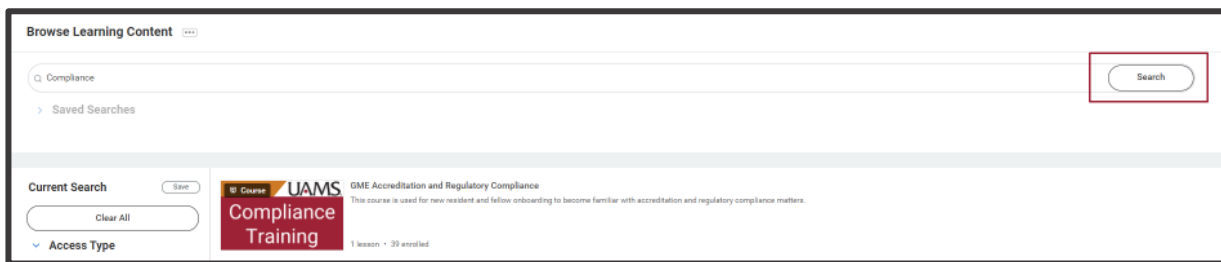 Browse Learning Content
Compliance
Search
Saved Searches
Current Search
Save
Clear All
Access Type
Course
UAMS
Compliance
Training
GME Accreditation and Regulatory Compliance
This course is used for new resident and fellow onboarding to become familiar with accreditation and regulatory compliance matters.
1 lesson • 39 enrolled